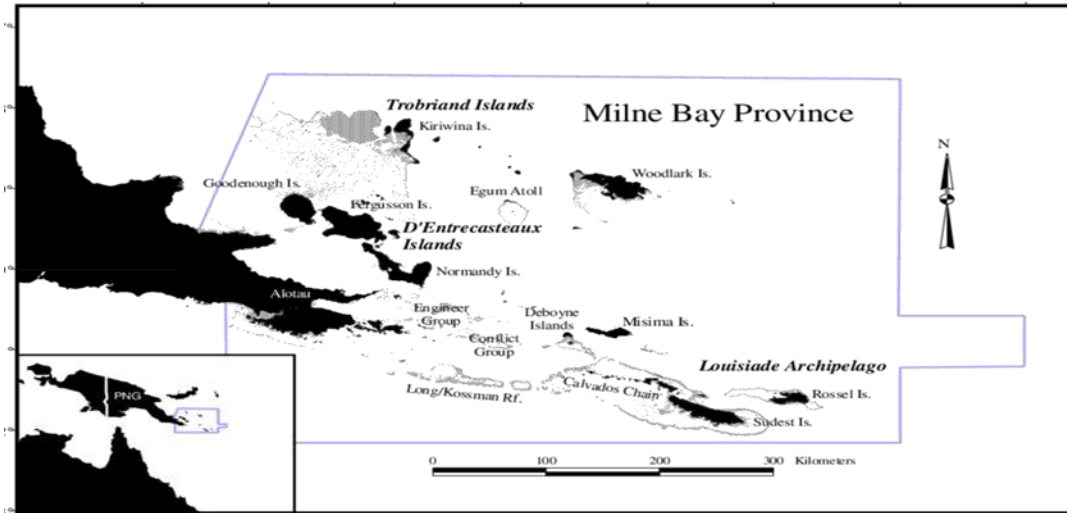 Trobriand Islands
Milne Bay Province
Kiriwina Is.
N
Woodlark Is.
Goodenough Is.
Egum Atoll
Fergusson Is.
D'Entrecasteaux
Islands
Normandy Is.
Alotau
Engineer
Group
Deboyne
Islands
Misima Is.
Conflict
Group
Louisiade Archipelago
Calvados Chain
Long/Kossman Rf.
Rossel Is.
Sudest Is.
PNG
0 100 200 300 Kilometers